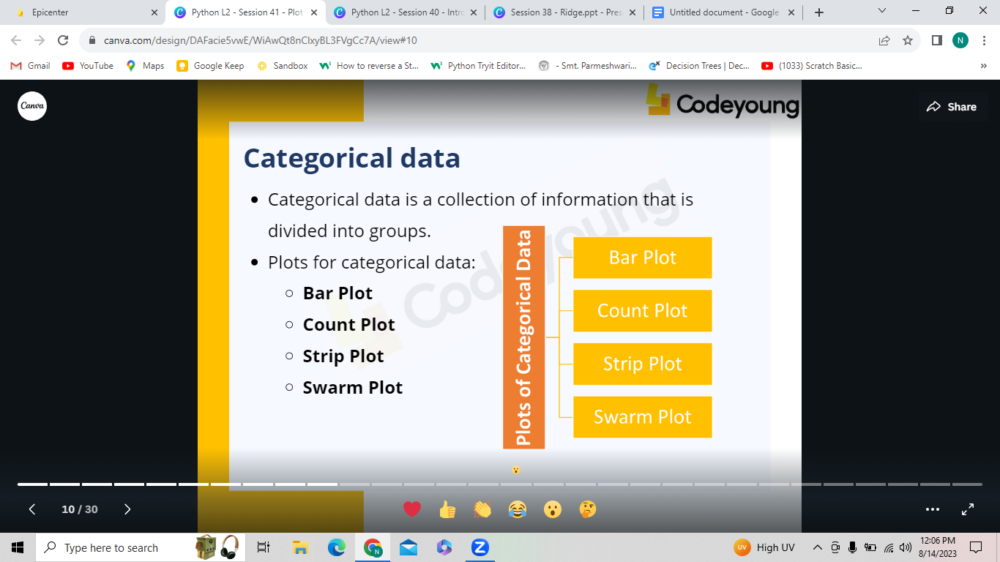 Epicenter
Python L2 - Session 41 - Plot
Python L2 - Session 40 - Intro
Session 38 - Ridge.ppt - Pres
Untitled document - Google
canva.com/design/DAFacie5vwE/WiAwQt8nClxyBL3FVgCc7A/view#10
N
Gmail
YouTube
Maps
Google Keep
Sandbox
How to reverse a St...
Python Tryit Editor...
- Smt. Parmeshwari...
Decision Trees | Dec...
(1033) Scratch Basic...
»
Canva
Codeyoung
Share
Categorical data
Categorical data is a collection of information that is
divided into groups.
Plots for categorical data:
Bar Plot
Count Plot
Strip Plot
Swarm Plot
Codeyoung
Plots of Categorical Data
Bar Plot
Count Plot
Strip Plot
Swarm Plot
10 / 30
Type here to search
UV
High UV
12:06 PM
8/14/2023